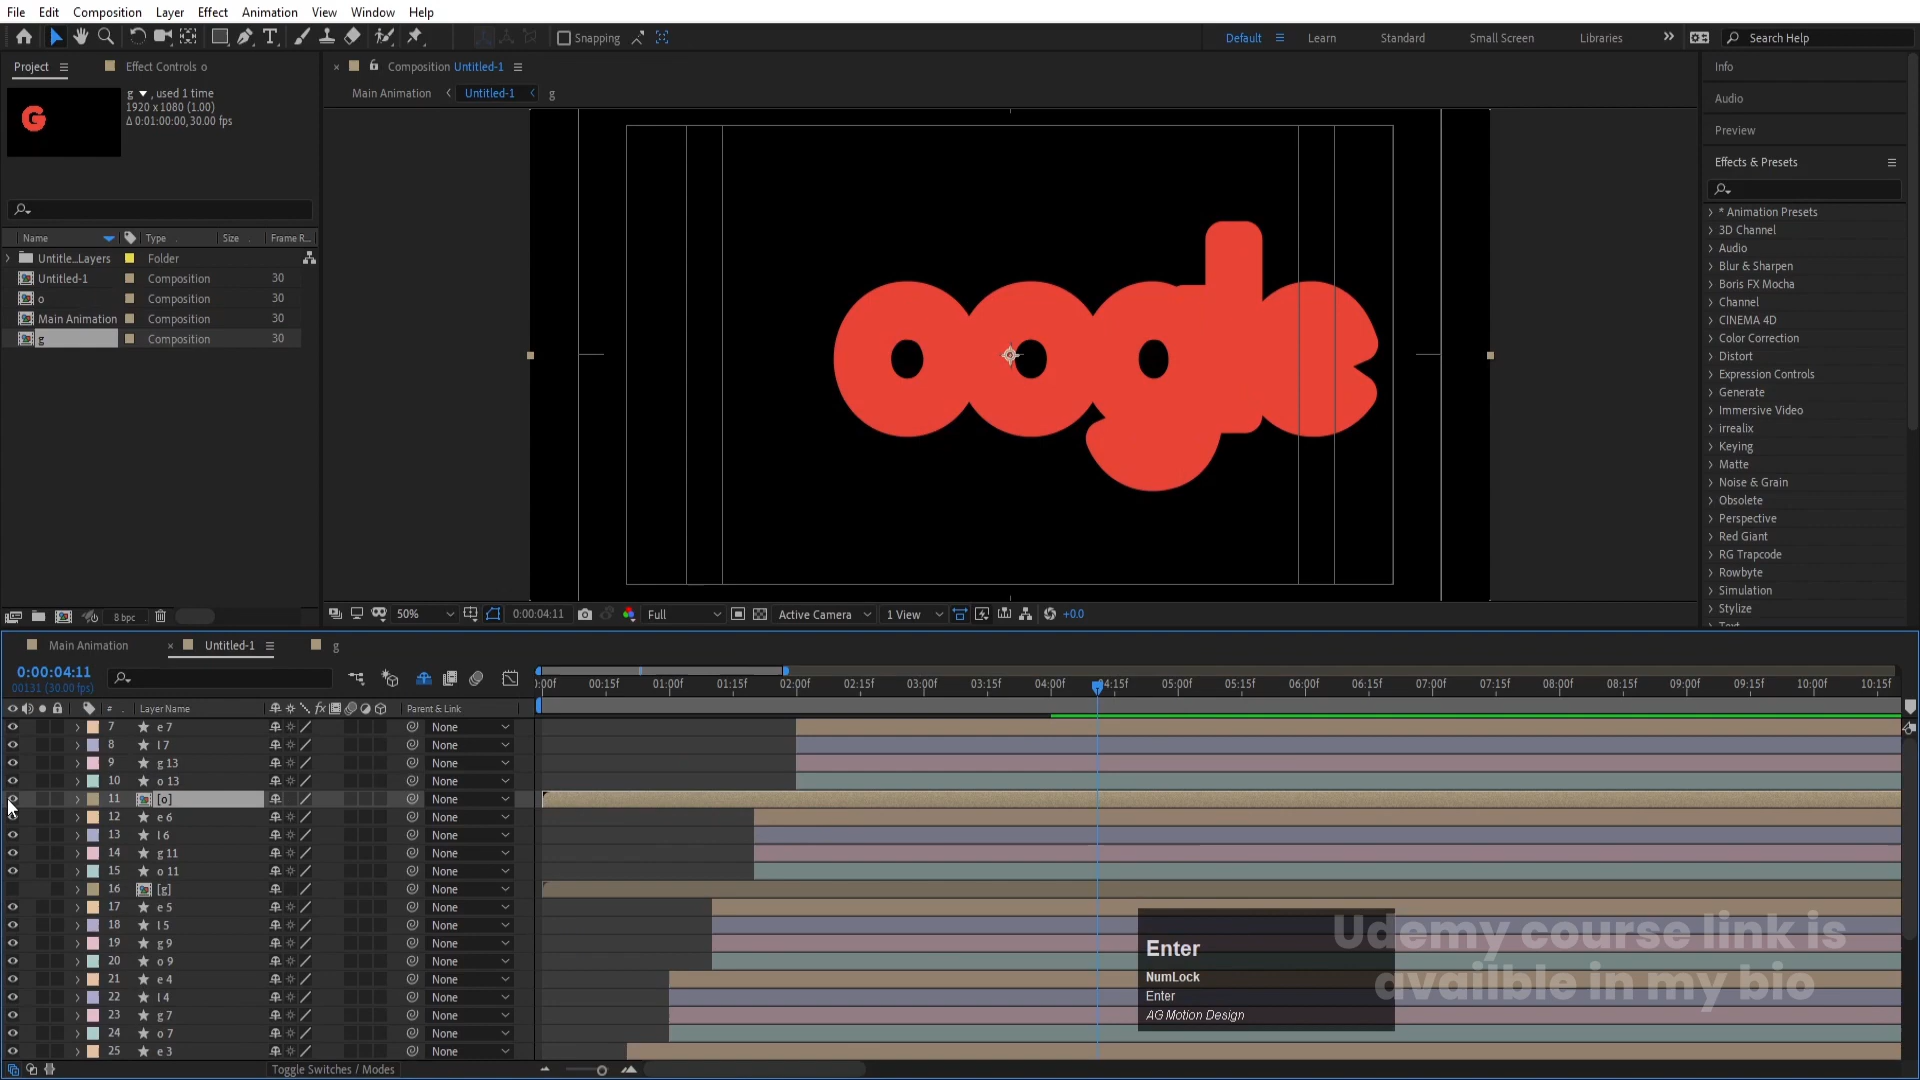 File Edit Composition Layer Effect Animation View Window Help
Snapping Default Learn Standard Small Screen Libraries Search Help
Project Effect Controls o
g , used 1 time
1920 x 1080 (1.00)
Δ 0:01:00:00, 30.00 fps
Composition Untitled-1
Main Animation Untitled-1 g
Name Type Size Frame R...
Untitle_Layers Folder
Untitled-1 Composition 30
o Composition 30
Main Animation Composition 30
g Composition 30
8 bpc
G
oogle
50% 0:00:04:11 Full Active Camera 1 View +0.0
Info
Audio
Preview
Effects & Presets
* Animation Presets
3D Channel
Audio
Blur & Sharpen
Boris FX Mocha
Channel
CINEMA 4D
Color Correction
Distort
Expression Controls
Generate
Immersive Video
irrealix
Keying
Matte
Noise & Grain
Obsolete
Perspective
Red Giant
RG Trapcode
Rowbyte
Simulation
Stylize
Text
Main Animation Untitled-1 g
0:00:04:11
00131 (30.00 fps)
:00f 00:15f 01:00f 01:15f 02:00f 02:15f 03:00f 03:15f 04:00f 04:15f 05:00f 05:15f 06:00f 06:15f 07:00f 07:15f 08:00f 08:15f 09:00f 09:15f 10:00f 10:15f
# Layer Name fx Parent & Link
7 e 7 None
8 l 7 None
9 g 13 None
10 o 13 None
11 [o] None
12 e 6 None
13 l 6 None
14 g 11 None
15 o 11 None
16 [g] None
17 e 5 None
18 l 5 None
19 g 9 None
20 o 9 None
21 e 4 None
22 l 4 None
23 g 7 None
24 o 7 None
25 e 3 None
Toggle Switches / Modes
Enter
NumLock
Enter
AG Motion Design
Udemy course link is
availble in my bio